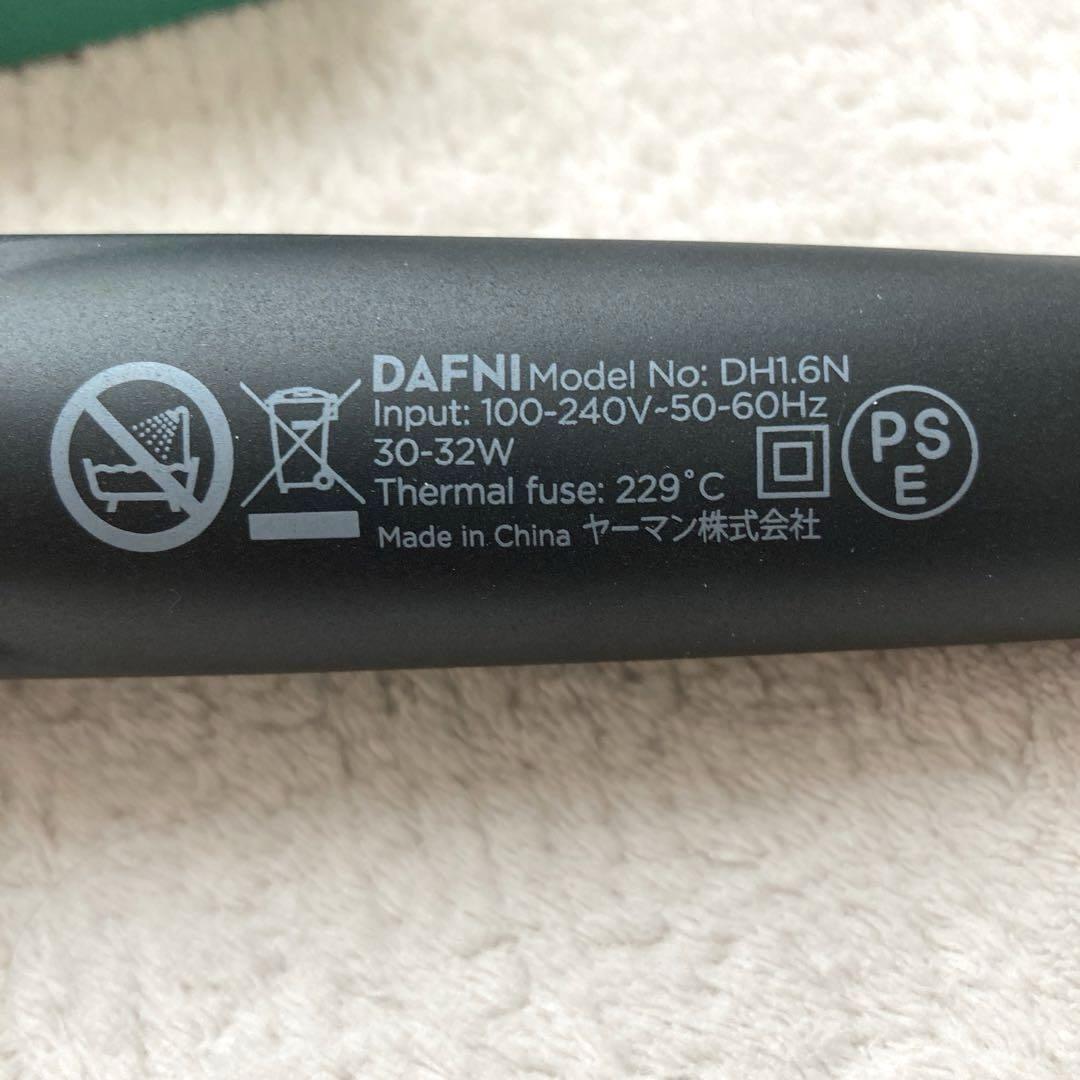 DAFNI Model No: DH1.6N
Input: 100-240V~50-60Hz
30-32W
Thermal fuse: 229°C
Made in China ヤーマン株式会社
PS
E